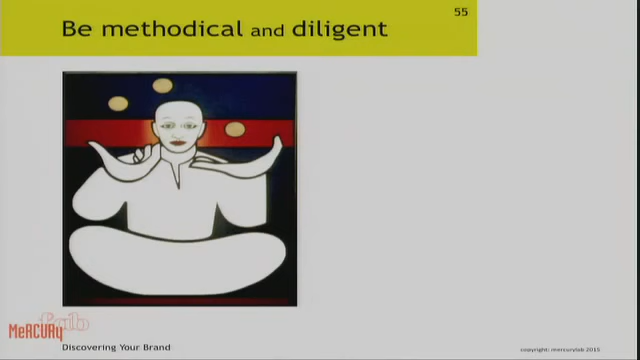 Be methodical and diligent
55
MeRCURy
lab
Discovering Your Brand
copyright: mercurylab 2015